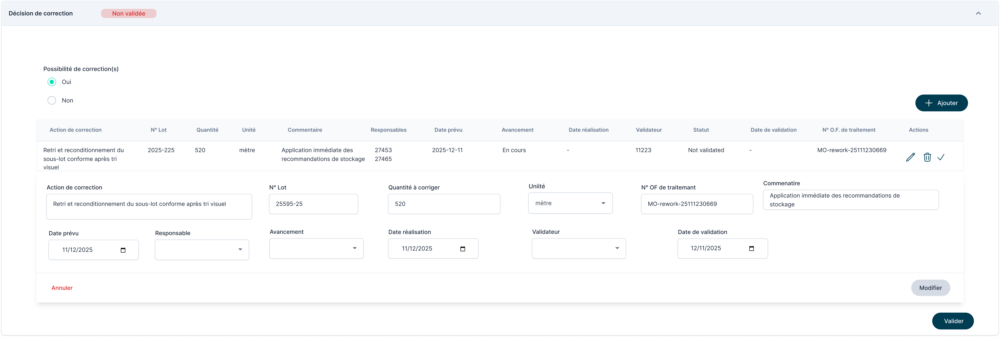 Décision de correction
Non validée
Possibilité de correction(s)
Oui
Non
Ajouter
Action de correction N° Lot Quantité Unité Commentaire Responsables Date prévu Avancement Date réalisation Validateur Statut Date de validation N° O.F. de traitement Actions
Retri et reconditionnement du 2025-225 520 mètre Application immédiate des 27453 2025-12-11 En cours - 11223 Not validated - MO-rework-25111230669
sous-lot conforme après tri recommandations de stockage 27465
visuel
Action de correction N° Lot Quantité à corriger Uniité N° OF de traitemant Commenatire
Retri et reconditionnement du sous-lot conforme après tri visuel 25595-25 520 mètre MO-rework-25111230669 Application immédiate des recommandations de
stockage
Date prévu Responsable Avancement Date réalisation Validateur Date de validation
11/12/2025 11/12/2025 12/11/2025
Annuler
Modifier
Valider